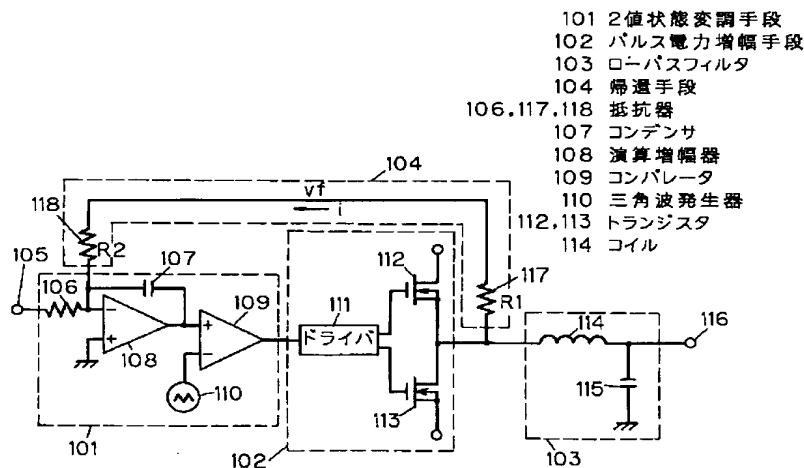 101 2値状態変調手段
102 パルス電力増幅手段
103 ローパスフィルタ
104 帰還手段
106,117,118 抵抗器
107 コンデンサ
108 演算増幅器
109 コンパレータ
110 三角波発生器
112,113 トランジスタ
114 コイル
104
vf
i
118
R2
105
107
106
109
112
117
R1
111
ドライバ
114
116
108
110
113
115
101
102
103